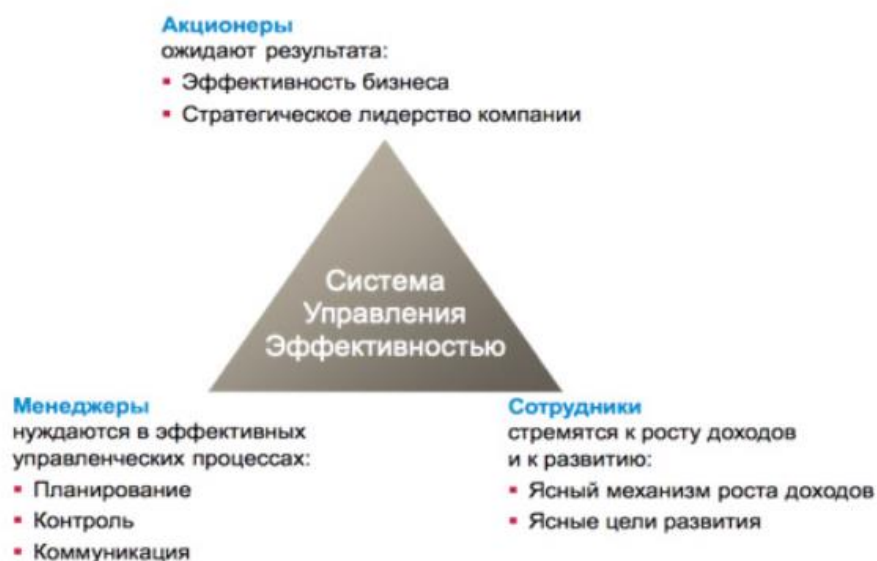 Акционеры
ожидают результата:
▪ Эффективность бизнеса
▪ Стратегическое лидерство компании
Система
Управления
Эффективностью
Менеджеры
нуждаются в эффективных
управленческих процессах:
▪ Планирование
▪ Контроль
▪ Коммуникация
Сотрудники
стремятся к росту доходов
и к развитию:
▪ Ясный механизм роста доходов
▪ Ясные цели развития